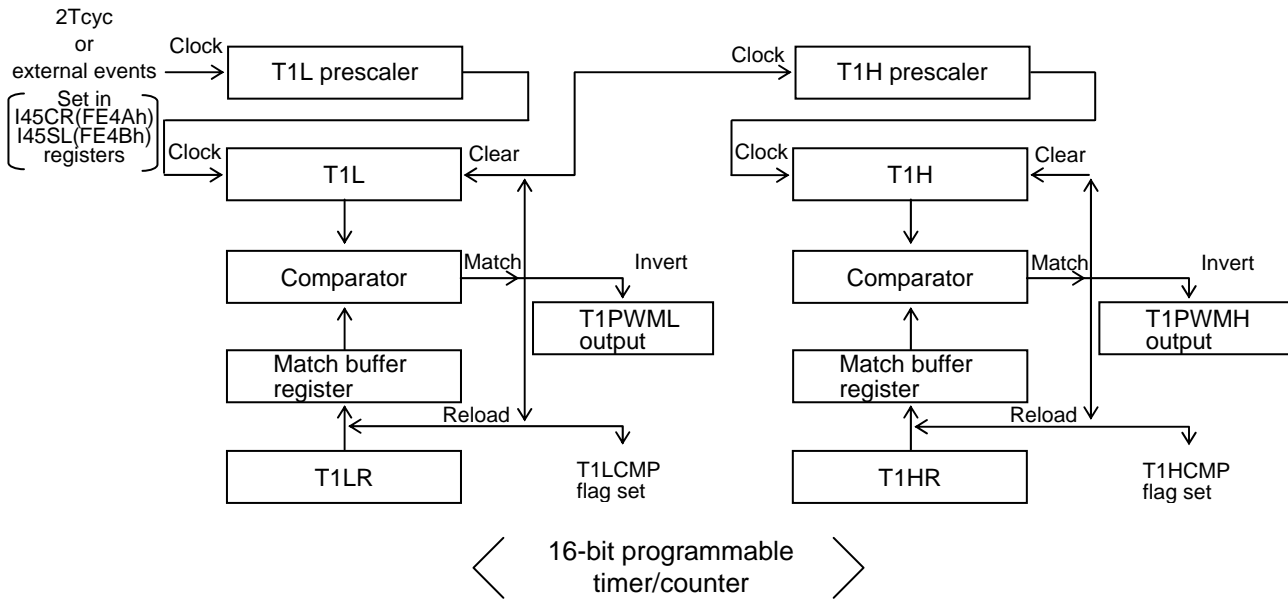 2Tcyc
or
external events
Set in
I45CR(FE4Ah)
I45SL(FE4Bh)
registers
Clock
T1L prescaler
Clock
T1L
Clear
Comparator
Match
Invert
T1PWML
output
Match buffer
register
Reload
T1LR
T1LCMP
flag set
Clock
T1H prescaler
Clock
T1H
Clear
Comparator
Match
Invert
T1PWMH
output
Match buffer
register
Reload
T1HR
T1HCMP
flag set
16-bit programmable
timer/counter